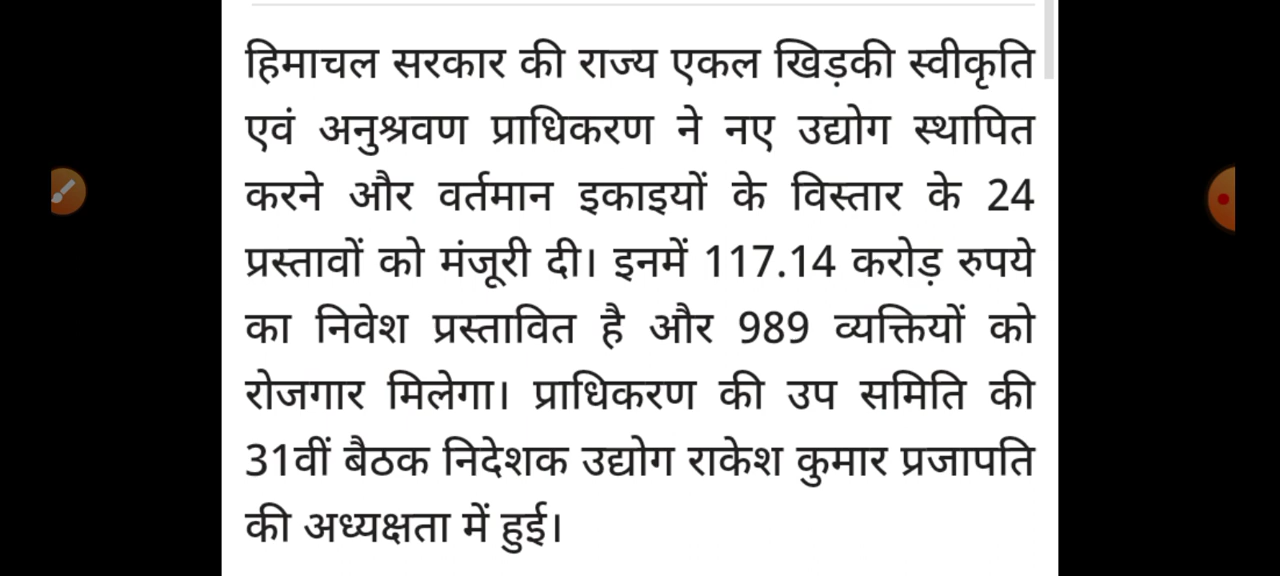 हिमाचल सरकार की राज्य एकल खिड़की स्वीकृति
एवं अनुश्रवण प्राधिकरण ने नए उद्योग स्थापित
करने और वर्तमान इकाइयों के विस्तार के 24
प्रस्तावों को मंजूरी दी। इनमें 117.14 करोड़ रुपये
का निवेश प्रस्तावित है और 989 व्यक्तियों को
रोजगार मिलेगा। प्राधिकरण की उप समिति की
31वीं बैठक निदेशक उद्योग राकेश कुमार प्रजापति
की अध्यक्षता में हुई।